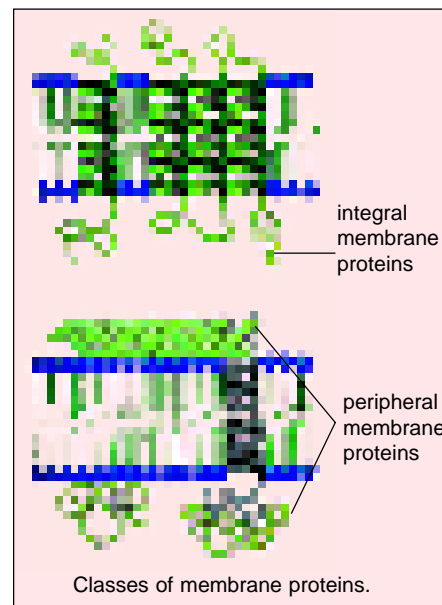 integral
membrane
proteins
peripheral
membrane
proteins
Classes of membrane proteins.